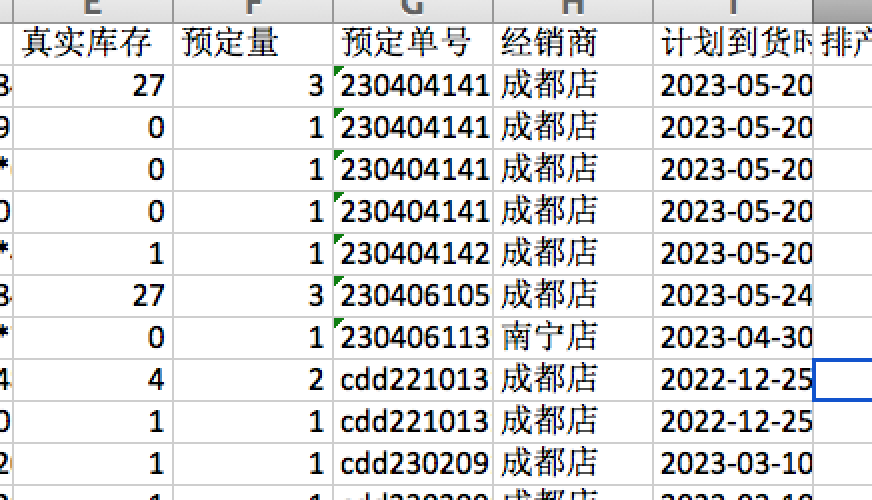 E F G H I
真实库存 预定量 预定单号 经销商 计划到货时 排产
27 3 230404141 成都店 2023-05-20
0 1 230404141 成都店 2023-05-20
0 1 230404141 成都店 2023-05-20
0 1 230404141 成都店 2023-05-20
1 1 230404142 成都店 2023-05-20
27 3 230406105 成都店 2023-05-24
0 1 230406113 南宁店 2023-04-30
4 2 cdd221013 成都店 2022-12-25
1 1 cdd221013 成都店 2022-12-25
1 1 cdd230209 成都店 2023-03-10